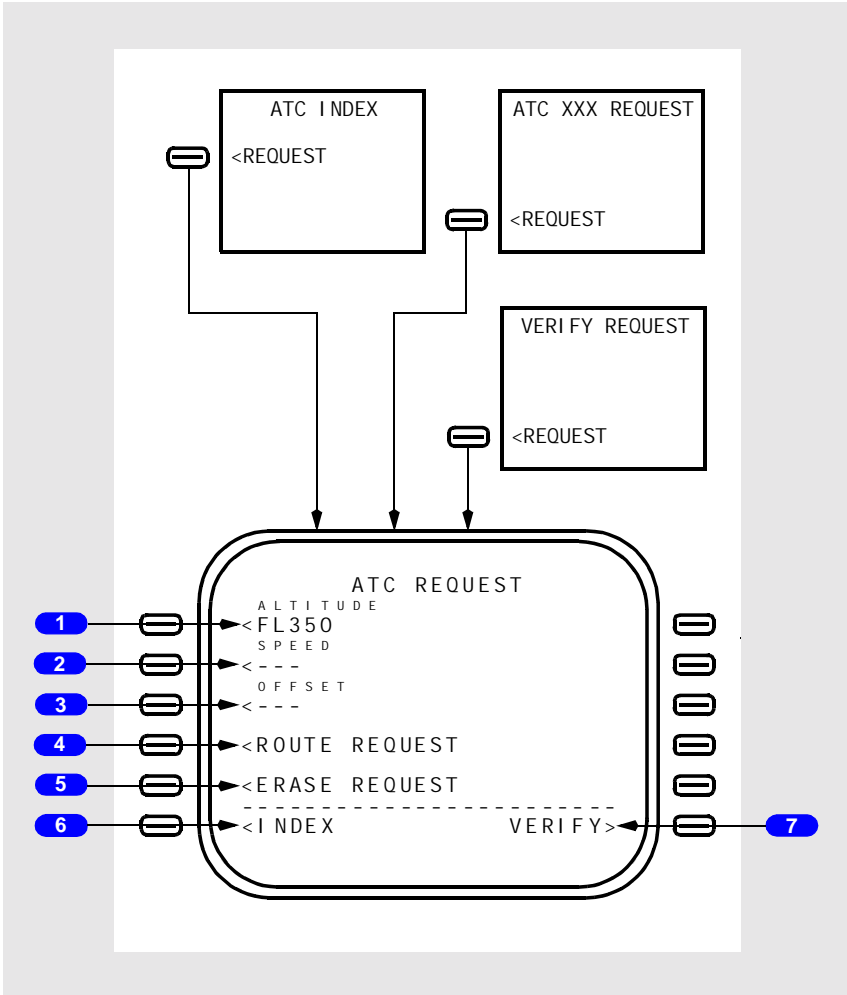 ATC INDEX
<REQUEST
ATC XXX REQUEST
<REQUEST
VERIFY REQUEST
<REQUEST
ATC REQUEST
ALTITUDE
1 <FL350
SPEED
2 <---
OFFSET
3 <---
4 <ROUTE REQUEST
5 <ERASE REQUEST
------------------------
6 <INDEX VERIFY> 7